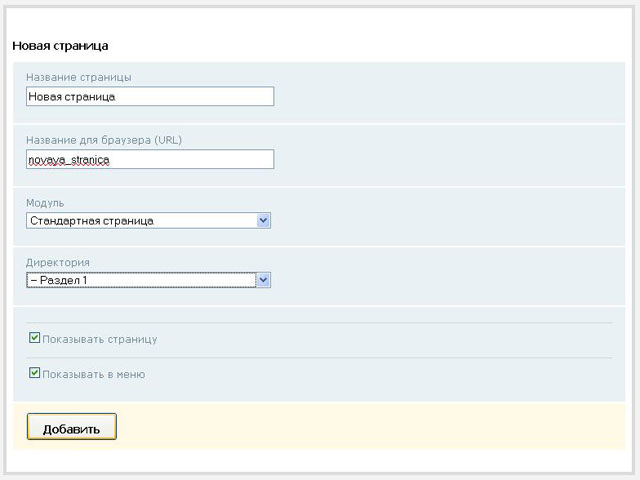 Новая страница
Название страницы
Новая страница
Название для браузера (URL)
novaya_stranica
Модуль
Стандартная страница
Директория
– Раздел 1
Показывать страницу
Показывать в меню
Добавить